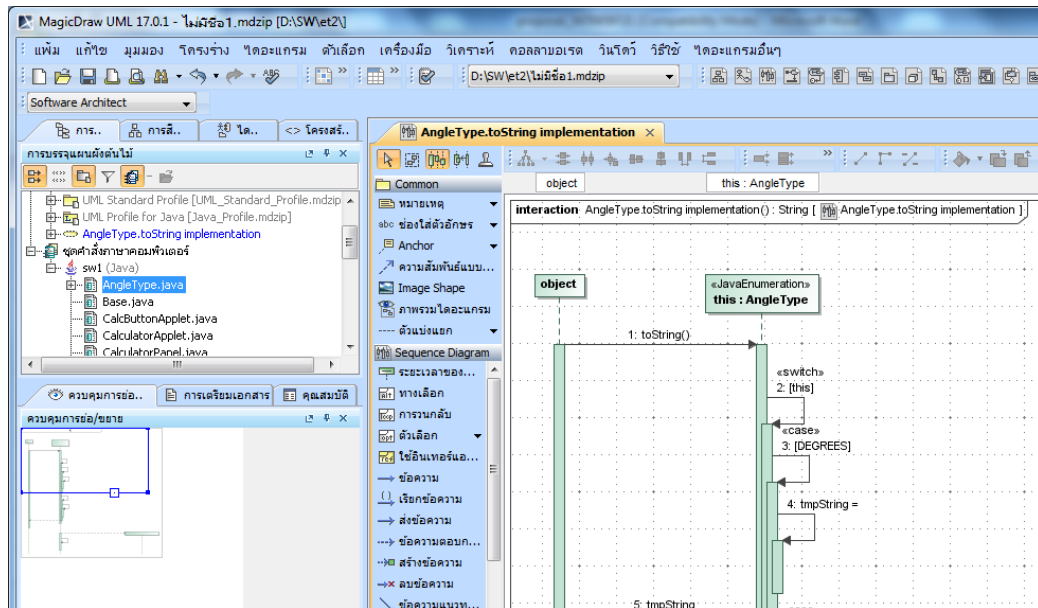 MagicDraw UML 17.0.1 - ไม่มีชื่อ1.mdzip [D:\SW\et2\]
แฟ้ม แก้ไข มุมมอง โครงร่าง ไดอะแกรม ตัวเลือก เครื่องมือ วิเคราะห์ คอลลาบอเรต วินโดว์ วิธีใช้ ไดอะแกรมอื่นๆ
D:\SW\et2\ไม่มีชื่อ1.mdzip
Software Architect
การ.. การสื.. ได.. <> โครงสร้..
AngleType.toString implementation
การบรรจุแผนผังต้นไม้
UML Standard Profile [UML_Standard_Profile.mdzip
UML Profile for Java [Java_Profile.mdzip]
AngleType.toString implementation
ชุดคำสั่งภาษาคอมพิวเตอร์
sw1 (Java)
AngleType.java
Base.java
CalcButtonApplet.java
CalculatorApplet.java
CalculatorPanel.java
ควบคุมการย่อ.. การเตรียมเอกสาร คุณสมบัติ
ควบคุมการย่อ/ขยาย
Common
หมายเหตุ
abc ช่องใส่ตัวอักษร
Anchor
ความสัมพันธ์แบบ...
Image Shape
ภาพรวมไดอะแกรม
ตัวแบ่งแยก
Sequence Diagram
ระยะเวลาของ...
ทางเลือก
การวนกลับ
ตัวเลือก
ใช้อินเทอร์แอ...
ข้อความ
เรียกข้อความ
ส่งข้อความ
ข้อความตอบก...
สร้างข้อความ
ลบข้อความ
ข้อความแนวท...
object this : AngleType
interaction AngleType.toString implementation() : String [ AngleType.toString implementation ]
object
«JavaEnumeration»
this : AngleType
1: toString()
«switch»
2: [this]
«case»
3: [DEGREES]
4: tmpString =
5: tmpString